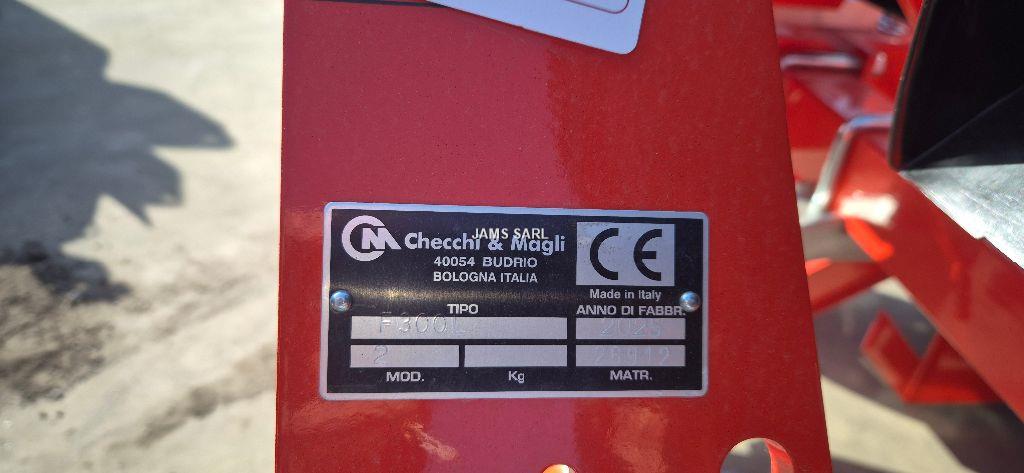 JAMS SARL
CM Checchi & Magli
40054 BUDRIO
BOLOGNA ITALIA
CE
Made in Italy
TIPO
ANNO DI FABBR.
F300L
2025
2
MOD.
Kg
MATR.